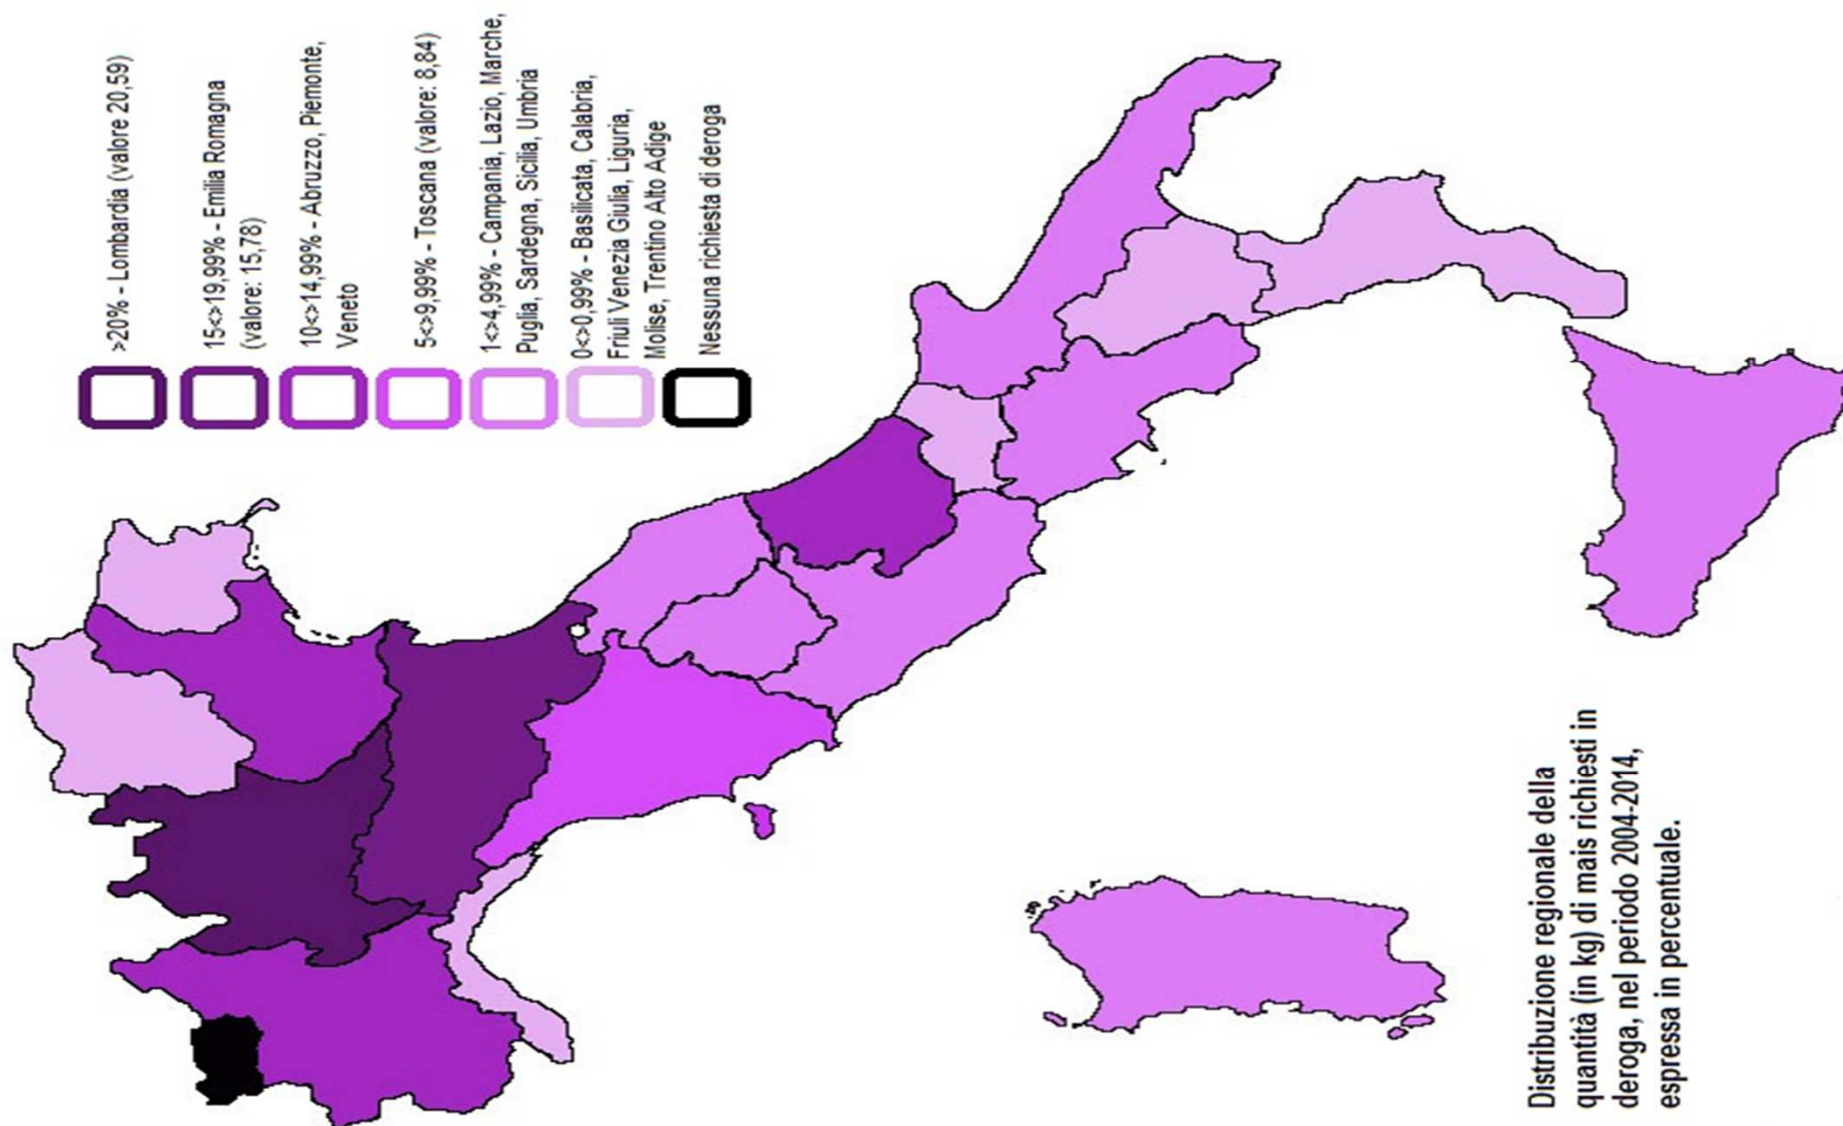 >20% - Lombardia (valore 20,59)
15<>19,99% - Emilia Romagna
(valore: 15,78)
10<>14,99% - Abruzzo, Piemonte,
Veneto
5<>9,99% - Toscana (valore: 8,84)
1<>4,99% - Campania, Lazio, Marche,
Puglia, Sardegna, Sicilia, Umbria
0<>0,99% - Basilicata, Calabria,
Friuli Venezia Giulia, Liguria,
Molise, Trentino Alto Adige
Nessuna richiesta di deroga
Distribuzione regionale della
quantità (in kg) di mais richiesti in
deroga, nel periodo 2004-2014,
espressa in percentuale.